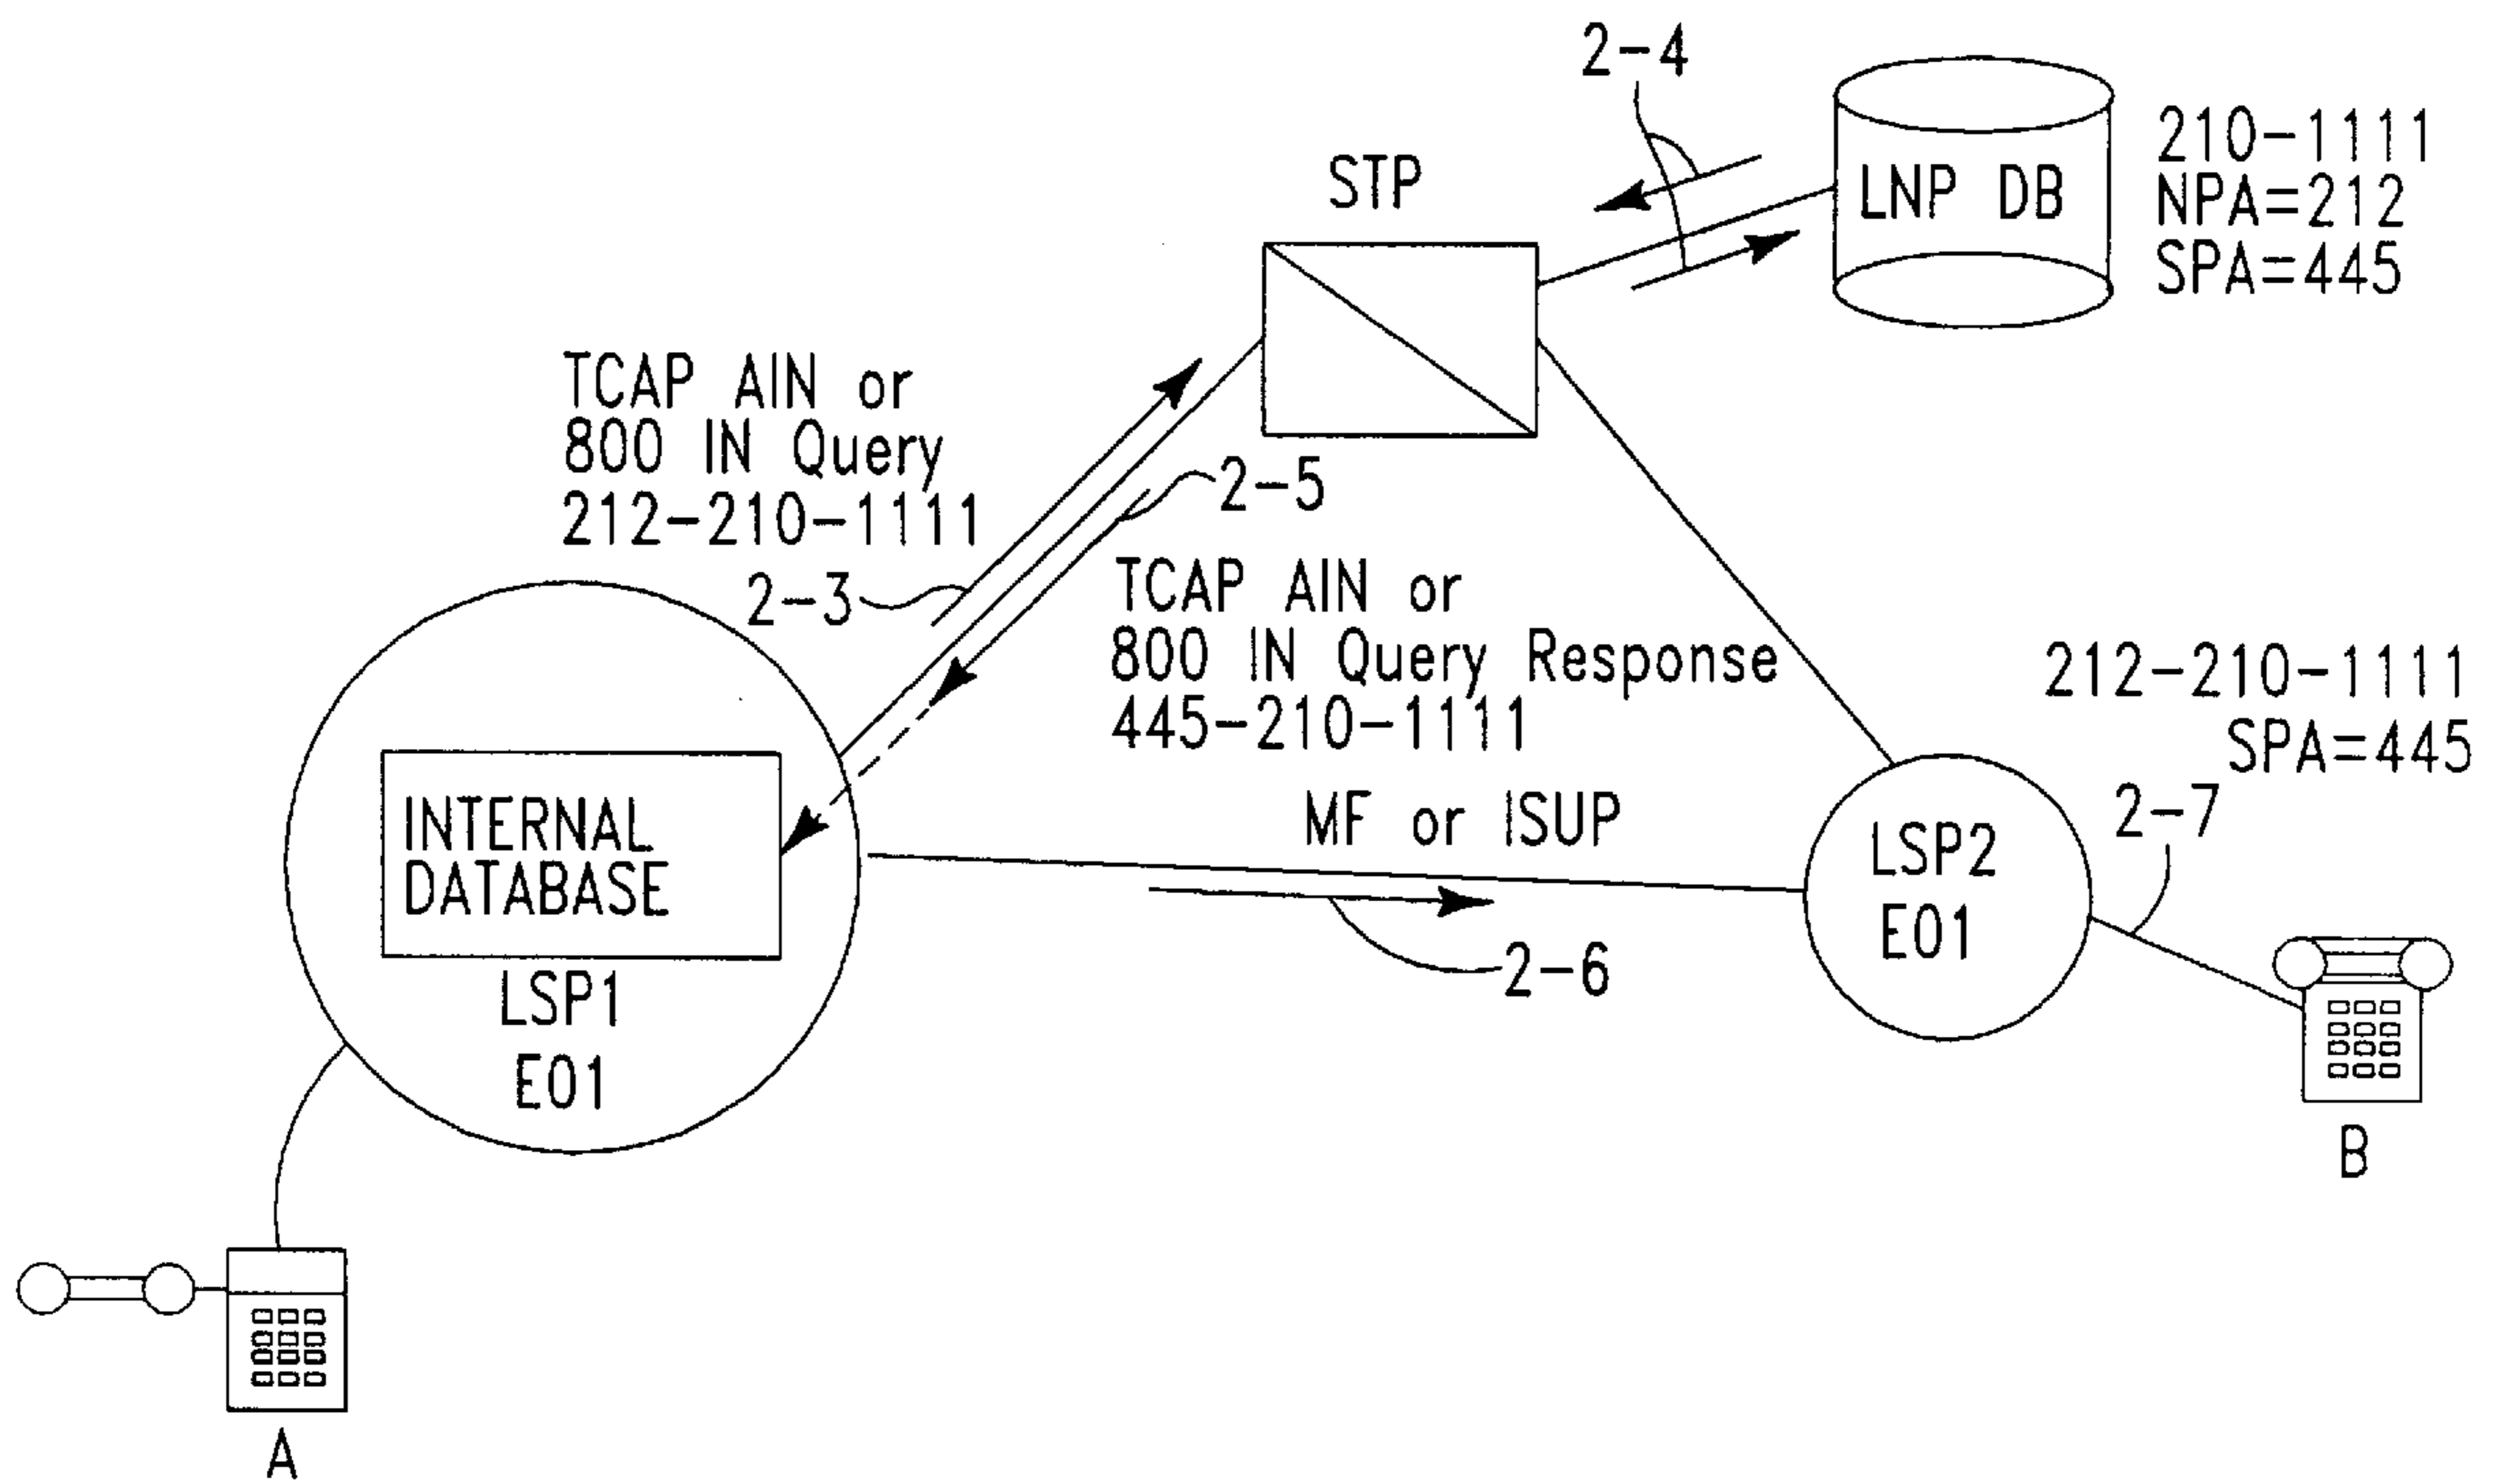 2-4
STP
LNP DB
210-1111
NPA=212
SPA=445
TCAP AIN or
800 IN Query
212-210-1111
2-3
2-5
TCAP AIN or
800 IN Query Response
445-210-1111
212-210-1111
SPA=445
2-7
MF or ISUP
INTERNAL
DATABASE
LSP1
EO1
LSP2
EO1
2-6
B
A